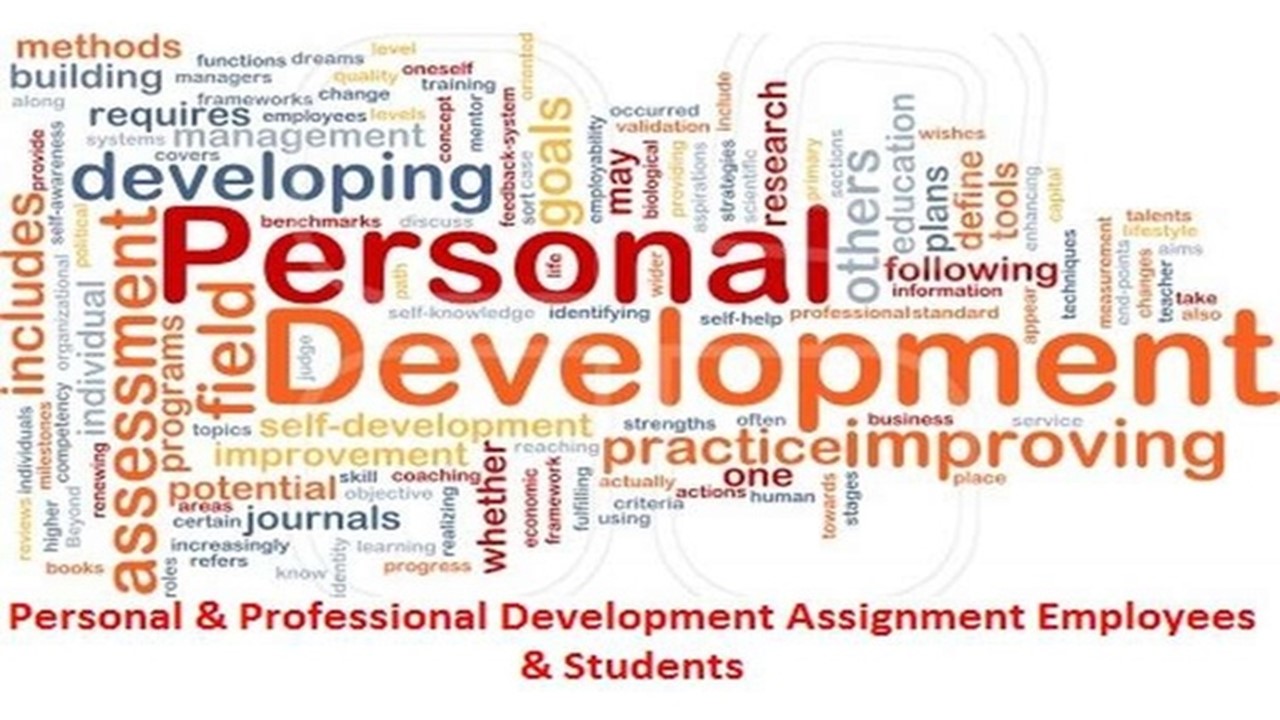 methods
functions dreams level
building managers quality oneself
training
along frameworks change
requires employees levels
systems management
covers
developing
provide
self-awareness
includes
political
organizational
individual
assessment
programs
field
benchmarks discuss
concept
mentor
feedback-system
oriented
sort case
goals
employability
occurred
validation
may
biological
providing
aspirations
include
strategies
scientific
research
primary
sections
others
education
wishes
plans
define
tools
enhancing
capital
Personal
life
path
wider
following
information
self-knowledge identifying self-help professional standard
appear
techniques
measurement
end-points
changes
teacher
talents
lifestyle
aims
take
also
Development
judge
individuals
milestones
competency
renewing
reviews
higher
Beyond
books
topics self-development strengths often business service
improvement reaching practice improving
whether
potential skill coaching actually one place
areas objective criteria actions human
certain journals using
realizing
economic
framework
fulfilling
towards
stages
increasingly learning
refers progress
roles
know
identity
Personal & Professional Development Assignment Employees
& Students